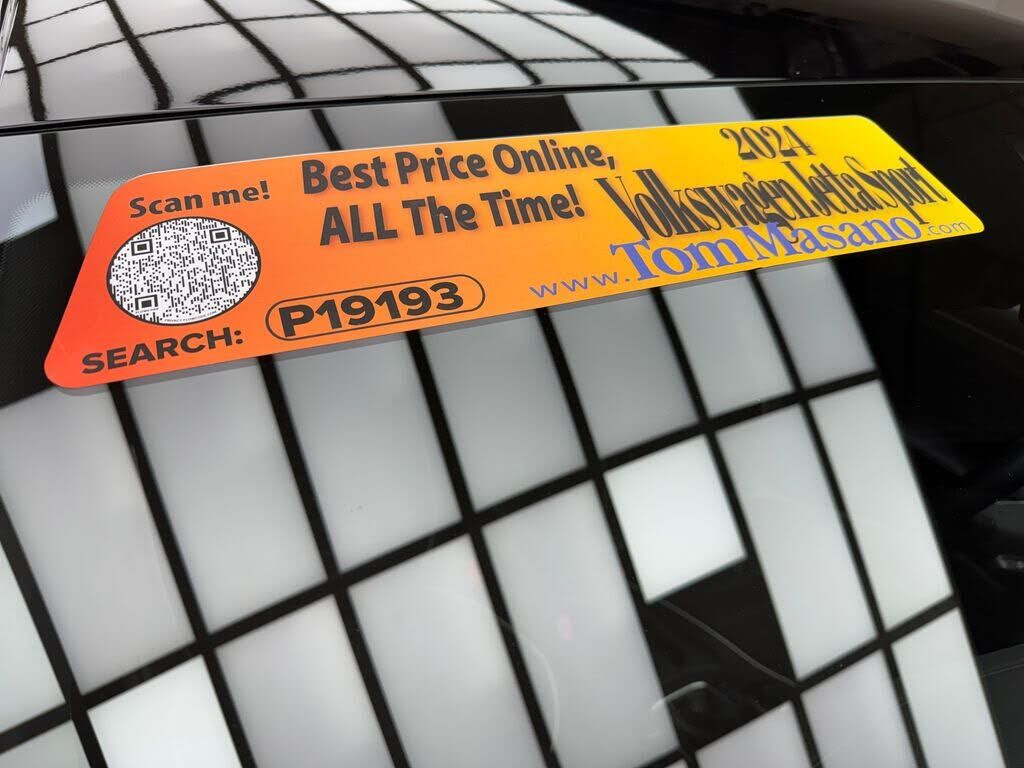 Scan me!
SEARCH:
P19193
Best Price Online,
ALL The Time!
2024
Volkswagen Jetta Sport
www.TomMasano.com